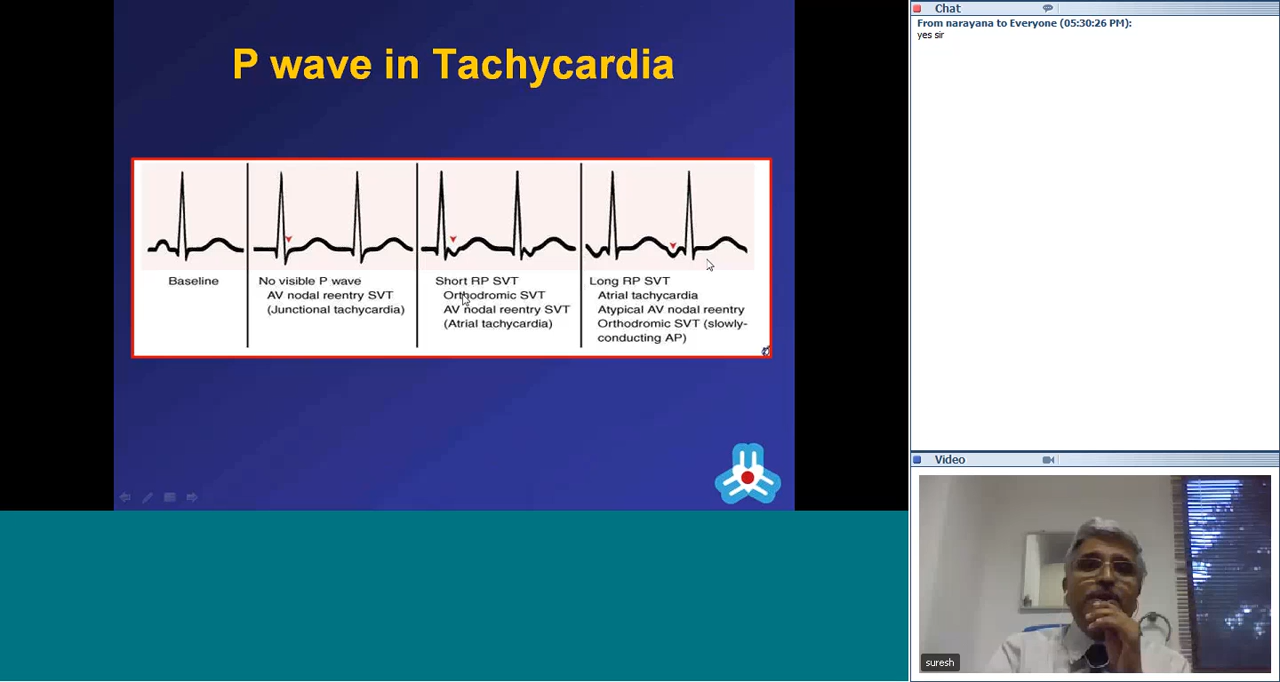 P wave in Tachycardia
Baseline
No visible P wave
AV nodal reentry SVT
(Junctional tachycardia)
Short RP SVT
Orthodromic SVT
AV nodal reentry SVT
(Atrial tachycardia)
Long RP SVT
Atrial tachycardia
Atypical AV nodal reentry
Orthodromic SVT (slowly-
conducting AP)
Chat
From narayana to Everyone (05:30:26 PM):
yes sir
Video
suresh